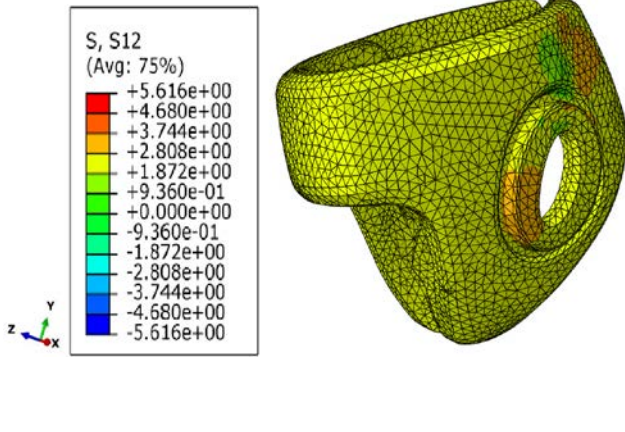 S, S12
(Avg: 75%)
+5.616e+00
+4.680e+00
+3.744e+00
+2.808e+00
+1.872e+00
+9.360e-01
+0.000e+00
-9.360e-01
-1.872e+00
-2.808e+00
-3.744e+00
-4.680e+00
-5.616e+00
Y
Z
X